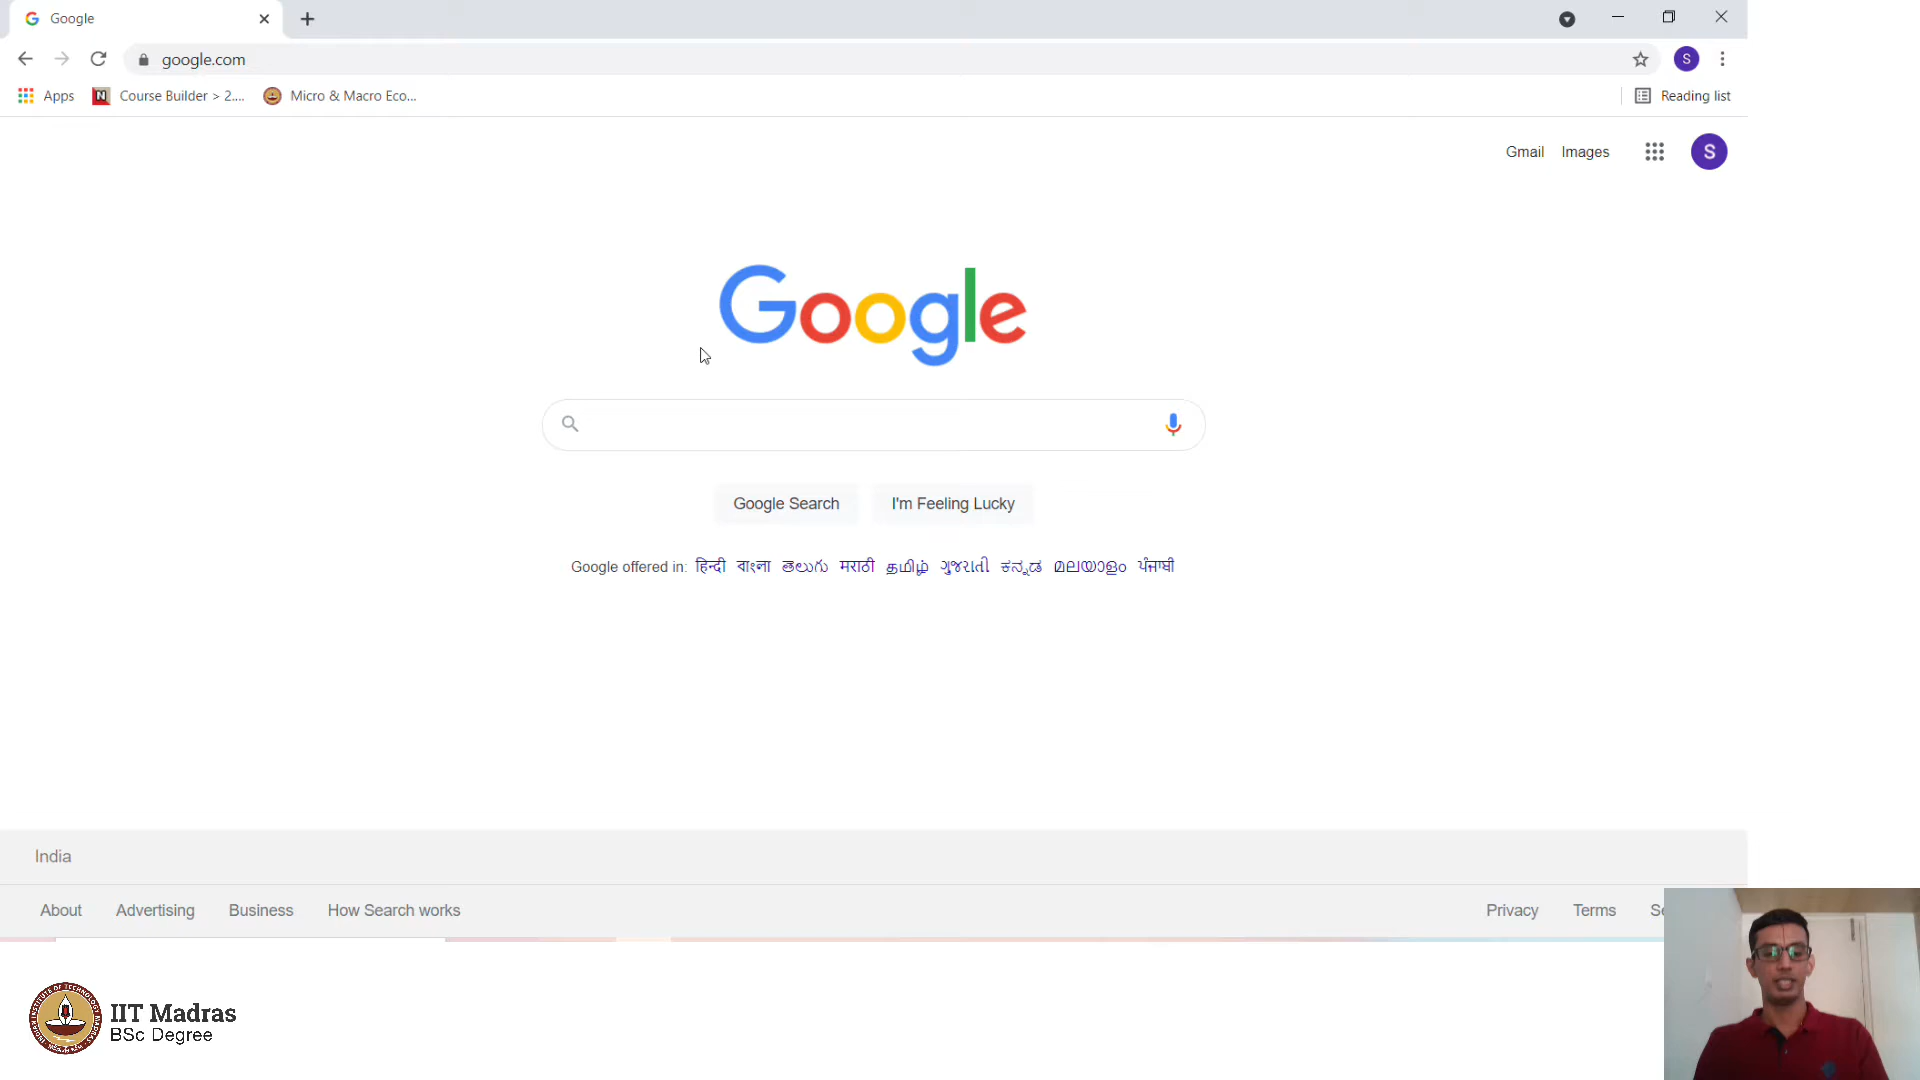 Google
google.com
Apps Course Builder > 2.... Micro & Macro Eco... Reading list
Gmail Images S
Google
Google Search I'm Feeling Lucky
Google offered in: हिन्दी বাংলা తెలుగు मराठी தமிழ் ગુજરાતી ಕನ್ನಡ മലയാളം ਪੰਜਾਬੀ
India
About Advertising Business How Search works Privacy Terms
IIT Madras
BSc Degree